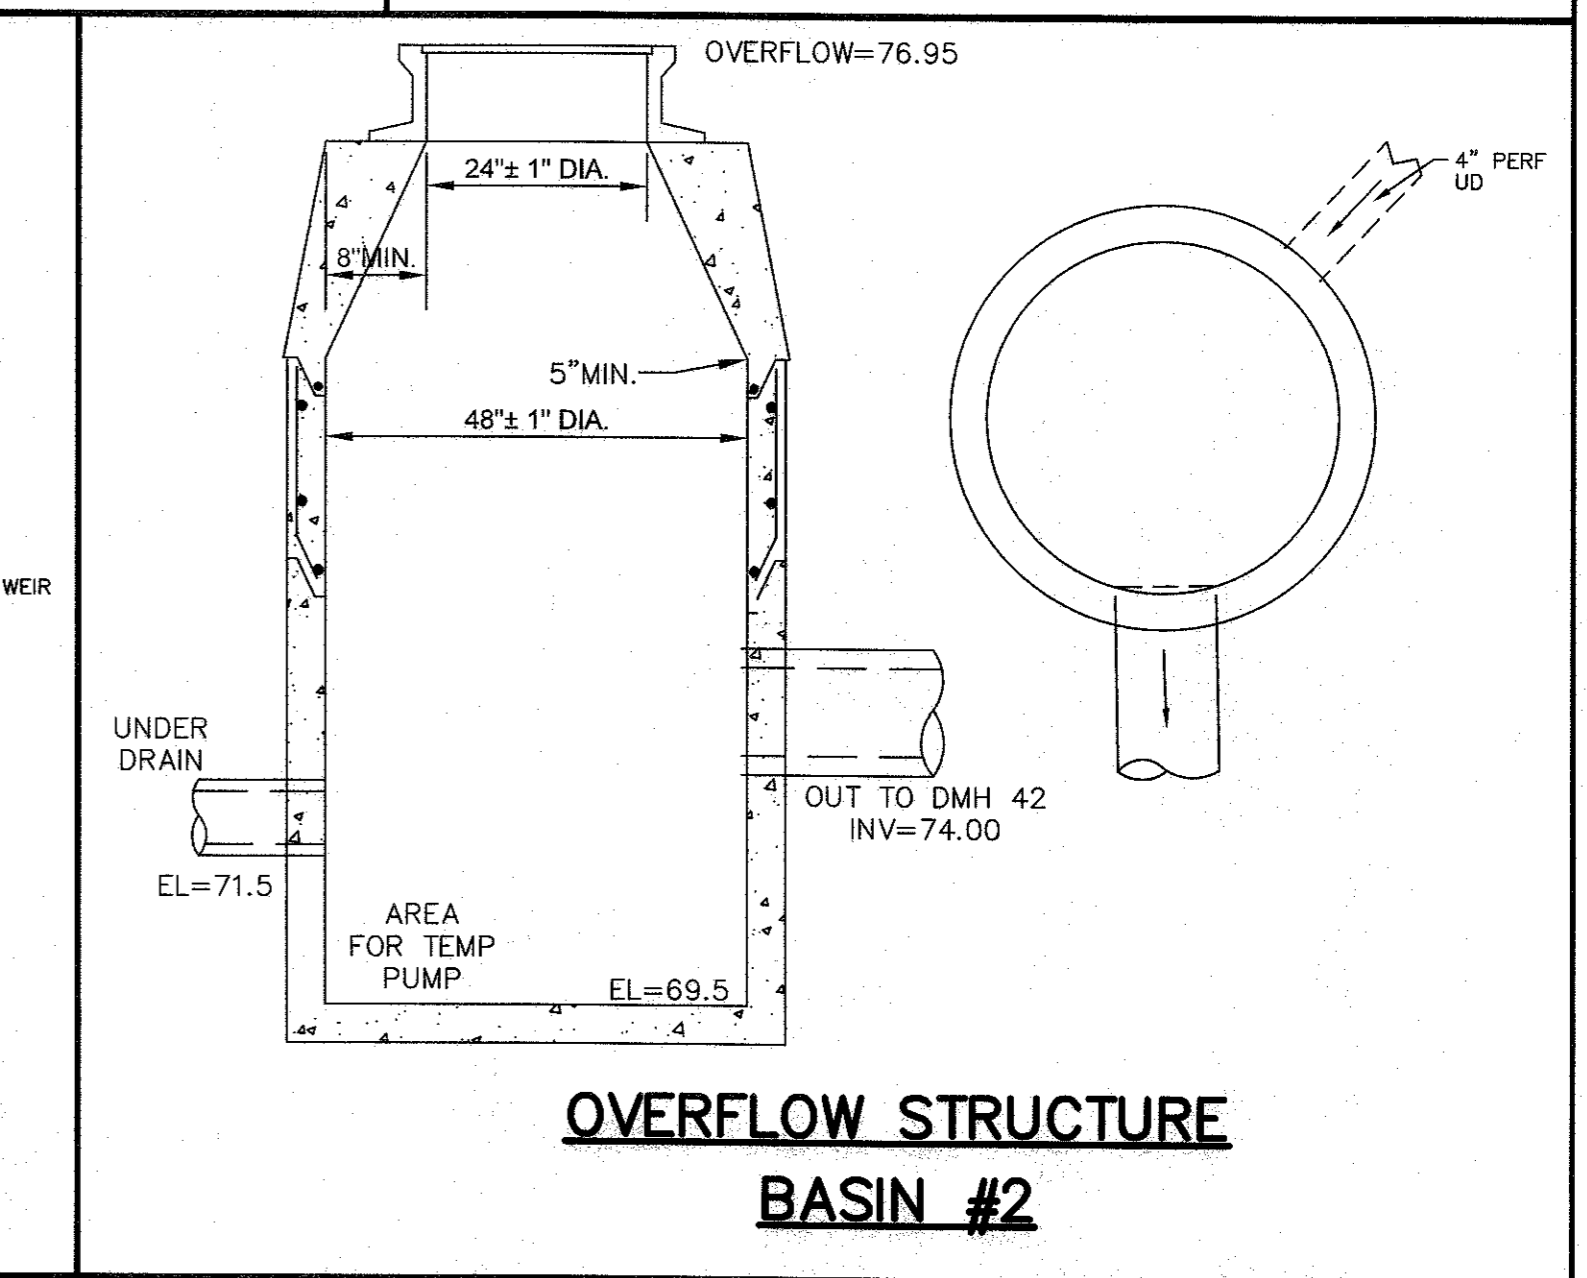 OVERFLOW=76.95
4" PERF
UD
24"± 1" DIA.
8"MIN.
5"MIN.
48"± 1" DIA.
WEIR
UNDER
DRAIN
OUT TO DMH 42
INV=74.00
EL=71.5
AREA
FOR TEMP
PUMP
EL=69.5
OVERFLOW STRUCTURE
BASIN #2